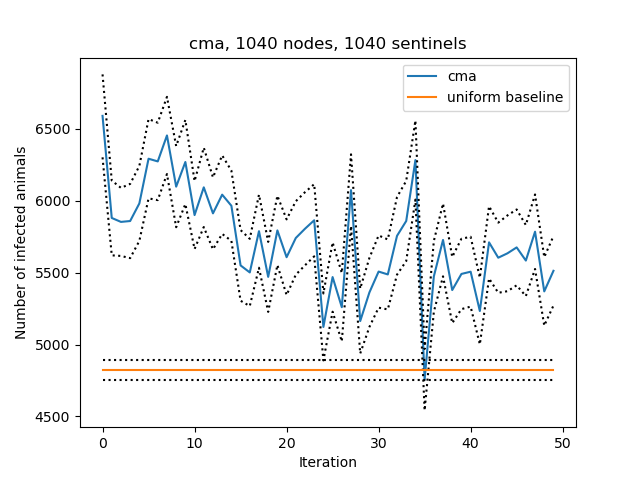 cma, 1040 nodes, 1040 sentinels
cma
uniform baseline
Number of infected animals
6500
6000
5500
5000
4500
0 10 20 30 40 50
Iteration